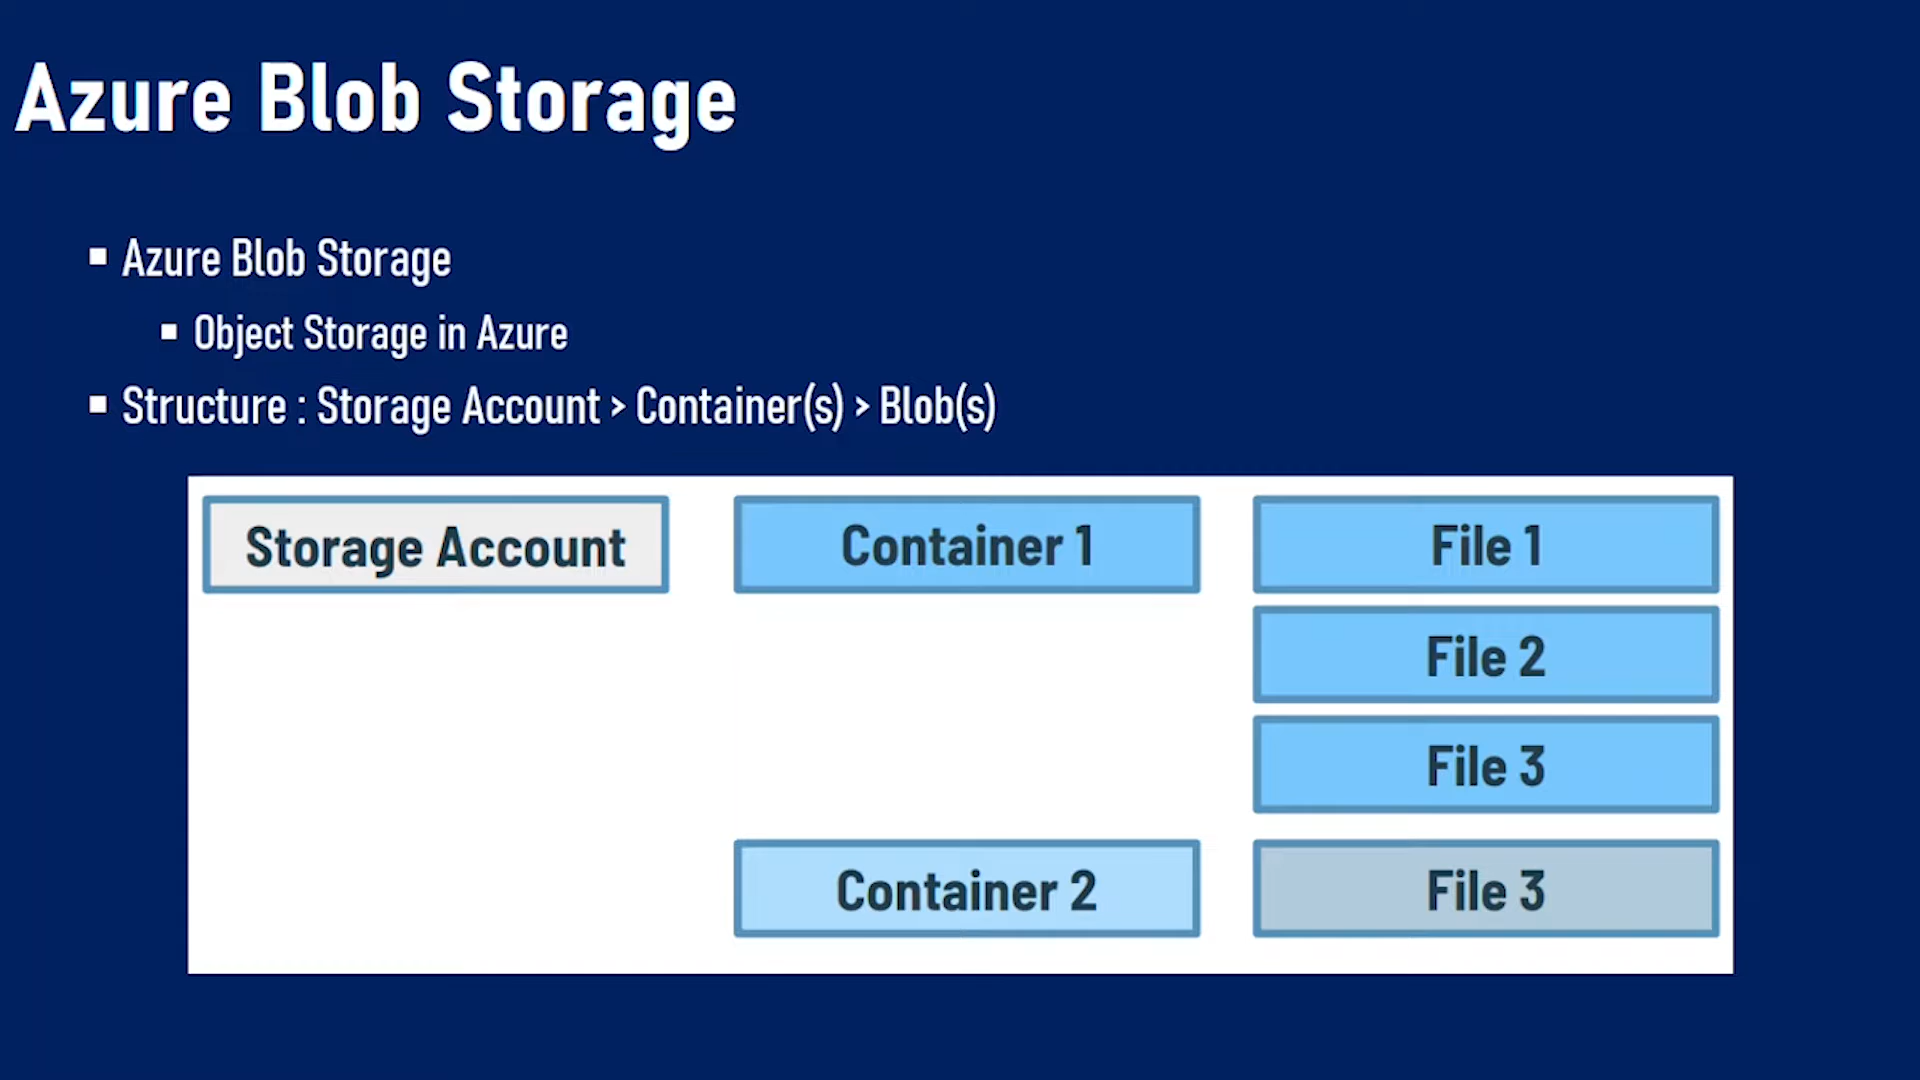 Azure Blob Storage
Azure Blob Storage
Object Storage in Azure
Structure : Storage Account > Container(s) > Blob(s)
Storage Account
Container 1
File 1
File 2
File 3
Container 2
File 3